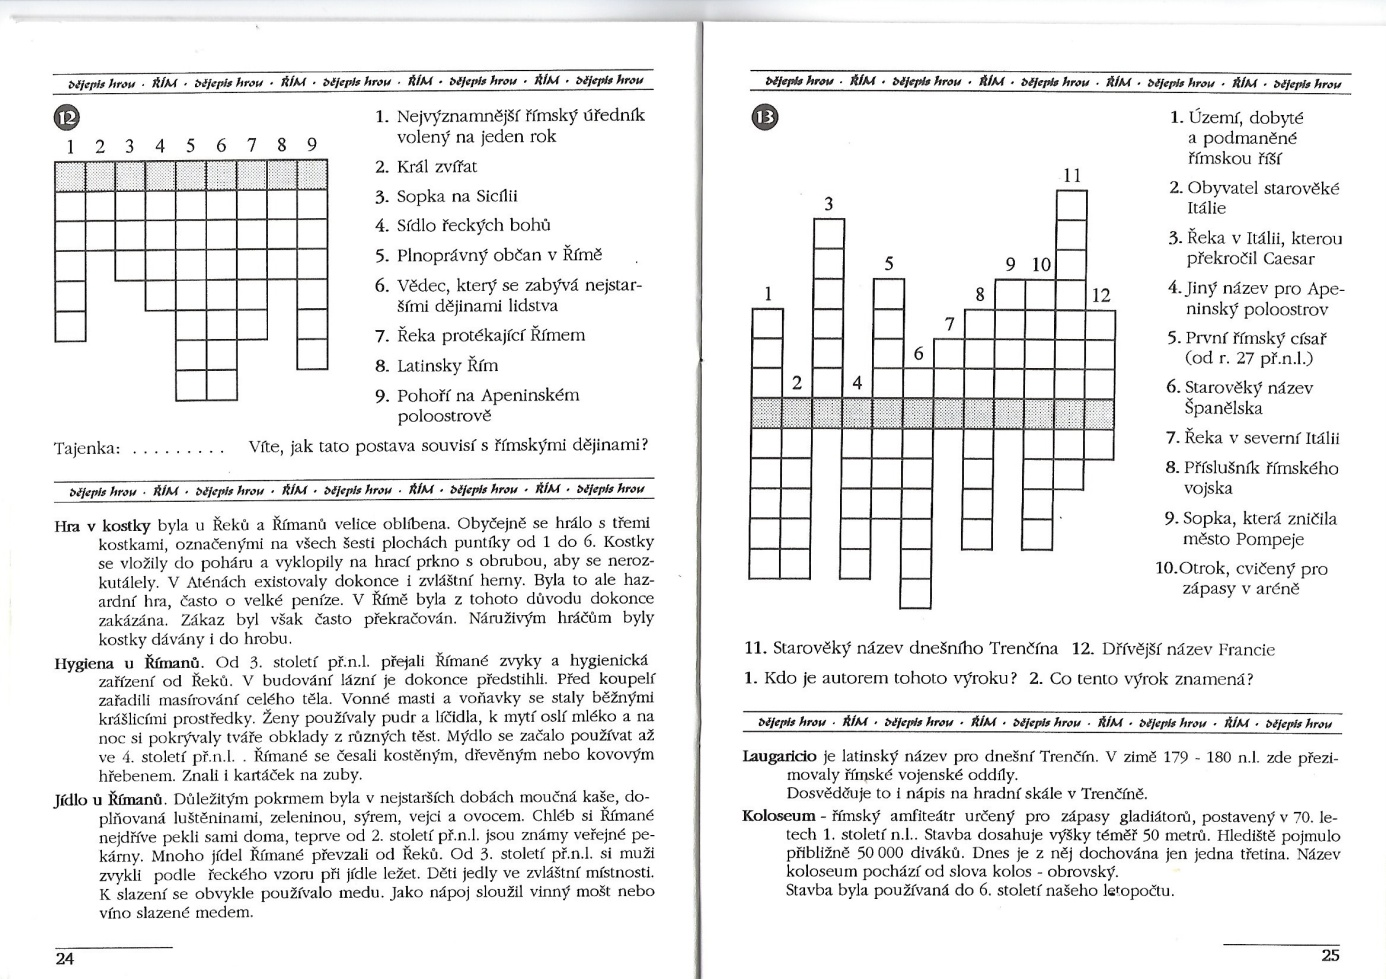 Dějepis hrou · ŘÍM · Dějepis hrou · ŘÍM · Dějepis hrou · ŘÍM · Dějepis hrou · ŘÍM · Dějepis hrou
12
1 2 3 4 5 6 7 8 9
1. Nejvýznamnější římský úředník
volený na jeden rok
2. Král zvířat
3. Sopka na Sicílii
4. Sídlo řeckých bohů
5. Plnoprávný občan v Římě
6. Vědec, který se zabývá nejstar-
šími dějinami lidstva
7. Řeka protékající Římem
8. Latinsky Řím
9. Pohoří na Apeninském
poloostrově
Tajenka: . . . . . . . . . Víte, jak tato postava souvisí s římskými dějinami?
Dějepis hrou · ŘÍM · Dějepis hrou · ŘÍM · Dějepis hrou · ŘÍM · Dějepis hrou · ŘÍM · Dějepis hrou
Hra v kostky byla u Řeků a Římanů velice oblíbena. Obyčejně se hrálo s třemi
kostkami, označenými na všech šesti plochách puntíky od 1 do 6. Kostky
se vložily do poháru a vyklopily na hrací prkno s obrubou, aby se neroz-
kutálely. V Aténách existovaly dokonce i zvláštní herny. Byla to ale haz-
ardní hra, často o velké peníze. V Římě byla z tohoto důvodu dokonce
zakázána. Zákaz byl však často překračován. Náruživým hráčům byly
kostky dávány i do hrobu.
Hygiena u Římanů. Od 3. století př.n.l. přejali Římané zvyky a hygienická
zařízení od Řeků. V budování lázní je dokonce předstihli. Před koupelí
zařadili masírování celého těla. Vonné masti a voňavky se staly běžnými
krášlicími prostředky. Ženy používaly pudr a líčidla, k mytí oslí mléko a na
noc si pokrývaly tváře obklady z různých těst. Mýdlo se začalo používat až
ve 4. století př.n.l. . Římané se česali kostěným, dřevěným nebo kovovým
hřebenem. Znali i kartáček na zuby.
Jídlo u Římanů. Důležitým pokrmem byla v nejstarších dobách moučná kaše, do-
plňovaná luštěninami, zeleninou, sýrem, vejci a ovocem. Chléb si Římané
nejdříve pekli sami doma, teprve od 2. století př.n.l. jsou známy veřejné pe-
kárny. Mnoho jídel Římané převzali od Řeků. Od 3. století př.n.l. si muži
zvykli podle řeckého vzoru při jídle ležet. Děti jedly ve zvláštní místnosti.
K slazení se obvykle používalo medu. Jako nápoj sloužil vinný mošt nebo
víno slazené medem.
24
Dějepis hrou · ŘÍM · Dějepis hrou · ŘÍM · Dějepis hrou · ŘÍM · Dějepis hrou · ŘÍM · Dějepis hrou
13
11
3
5 9 10
1 8 12
7
6
2 4
1. Území, dobyté
a podmaněné
římskou říší
2. Obyvatel starověké
Itálie
3. Řeka v Itálii, kterou
překročil Caesar
4. Jiný název pro Ape-
ninský poloostrov
5. První římský císař
(od r. 27 př.n.l.)
6. Starověký název
Španělska
7. Řeka v severní Itálii
8. Příslušník římského
vojska
9. Sopka, která zničila
město Pompeje
10.Otrok, cvičený pro
zápasy v aréně
11. Starověký název dnešního Trenčína 12. Dřívější název Francie
1. Kdo je autorem tohoto výroku? 2. Co tento výrok znamená?
Dějepis hrou · ŘÍM · Dějepis hrou · ŘÍM · Dějepis hrou · ŘÍM · Dějepis hrou · ŘÍM · Dějepis hrou
Laugaricio je latinský název pro dnešní Trenčín. V zimě 179 - 180 n.l. zde přezi-
movaly římské vojenské oddíly.
Dosvědčuje to i nápis na hradní skále v Trenčíně.
Koloseum - římský amfiteátr určený pro zápasy gladiátorů, postavený v 70. le-
tech 1. století n.l.. Stavba dosahuje výšky téměř 50 metrů. Hlediště pojmulo
přibližně 50 000 diváků. Dnes je z něj dochována jen jedna třetina. Název
koloseum pochází od slova kolos - obrovský.
Stavba byla používaná do 6. století našeho letopočtu.
25